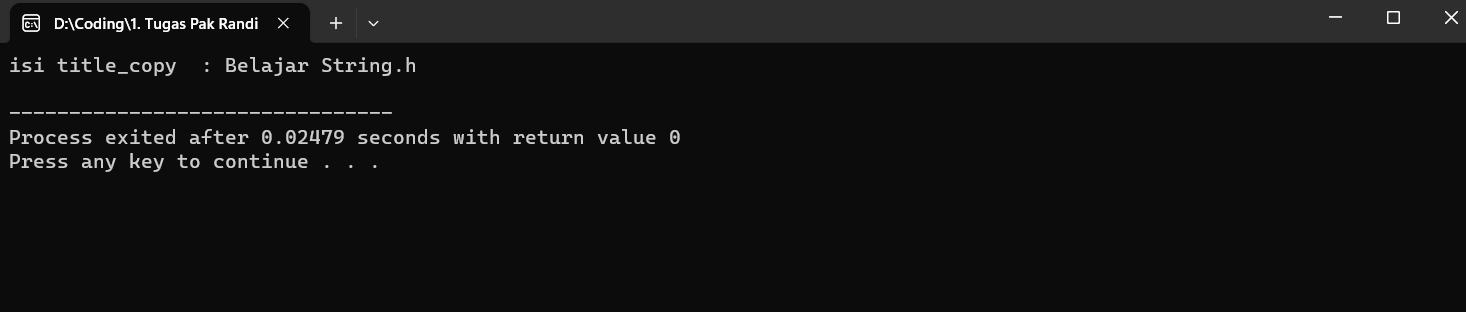 D:\Coding\1. Tugas Pak Randi
isi title_copy  : Belajar String.h
--------------------------------
Process exited after 0.02479 seconds with return value 0
Press any key to continue . . .